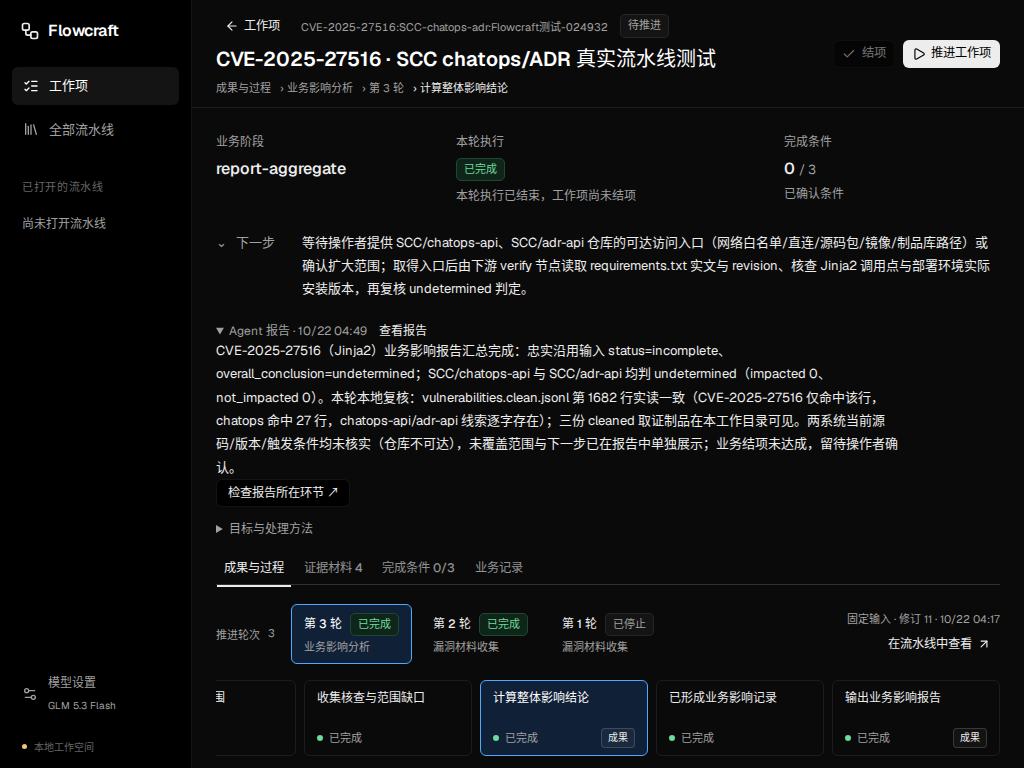 Flowcraft
工作项
全部流水线
已打开的流水线
尚未打开流水线
模型设置
GLM 5.3 Flash
本地工作空间
← 工作项 CVE-2025-27516:SCC-chatops-adr:Flowcraft测试-024932 待推进
CVE-2025-27516 · SCC chatops/ADR 真实流水线测试
结项 推进工作项
成果与过程 › 业务影响分析 › 第 3 轮 › 计算整体影响结论
业务阶段 本轮执行 完成条件
report-aggregate 已完成 0 / 3
本轮执行已结束，工作项尚未结项 已确认条件
下一步 等待操作者提供 SCC/chatops-api、SCC/adr-api 仓库的可达访问入口（网络白名单/直连/源码包/镜像/制品库路径）或
确认扩大范围；取得入口后由下游 verify 节点读取 requirements.txt 实文与 revision、核查 Jinja2 调用点与部署环境实际
安装版本，再复核 undetermined 判定。
▼ Agent 报告 · 10/22 04:49 查看报告
CVE-2025-27516（Jinja2）业务影响报告汇总完成：忠实沿用输入 status=incomplete、
overall_conclusion=undetermined；SCC/chatops-api 与 SCC/adr-api 均判 undetermined（impacted 0、
not_impacted 0）。本轮本地复核：vulnerabilities.clean.jsonl 第 1682 行实读一致（CVE-2025-27516 仅命中该行，
chatops 命中 27 行，chatops-api/adr-api 线索逐字存在）；三份 cleaned 取证制品在本工作目录可见。两系统当前源
码/版本/触发条件均未核实（仓库不可达），未覆盖范围与下一步已在报告中单独展示；业务结项未达成，留待操作者确
认。
检查报告所在环节 ↗
▶ 目标与处理方法
成果与过程 证据材料 4 完成条件 0/3 业务记录
推进轮次 3
第 3 轮 已完成
业务影响分析
第 2 轮 已完成
漏洞材料收集
第 1 轮 已停止
漏洞材料收集
固定输入 · 修订 11 · 10/22 04:17
在流水线中查看 ↗
围
收集核查与范围缺口
已完成
计算整体影响结论
已完成 成果
已形成业务影响记录
已完成
输出业务影响报告
已完成 成果